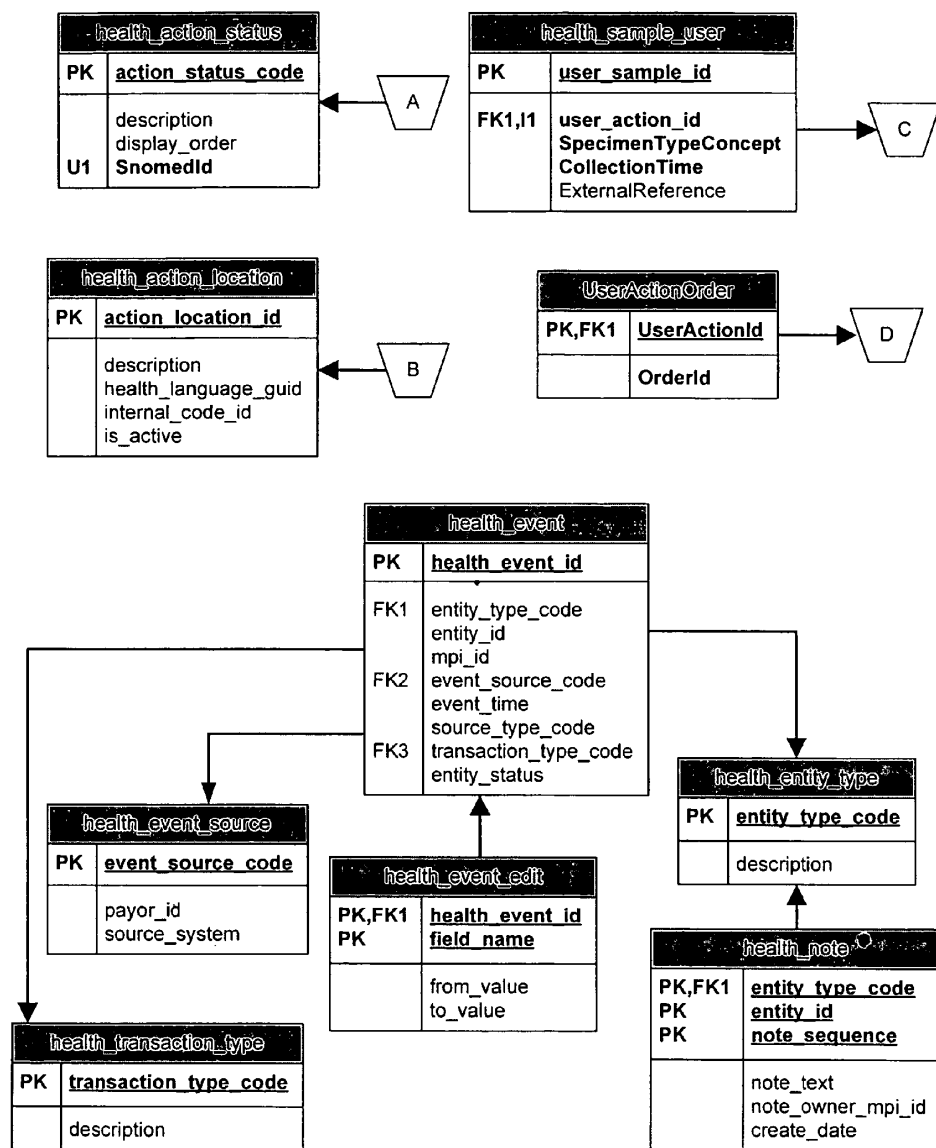 health_action_status
PK action_status_code
description
display_order
U1 SnomedId
A
health_sample_user
PK user_sample_id
FK1,I1 user_action_id
SpecimenTypeConcept
CollectionTime
ExternalReference
C
health_action_location
PK action_location_id
description
health_language_guid
internal_code_id
is_active
B
UserActionOrder
PK,FK1 UserActionId
OrderId
D
health_event
PK health_event_id
FK1 entity_type_code
entity_id
mpi_id
FK2 event_source_code
event_time
source_type_code
FK3 transaction_type_code
entity_status
health_event_source
PK event_source_code
payor_id
source_system
health_event_edit
PK,FK1 health_event_id
PK field_name
from_value
to_value
health_entity_type
PK entity_type_code
description
health_note
PK,FK1 entity_type_code
PK entity_id
PK note_sequence
note_text
note_owner_mpi_id
create_date
health_transaction_type
PK transaction_type_code
description